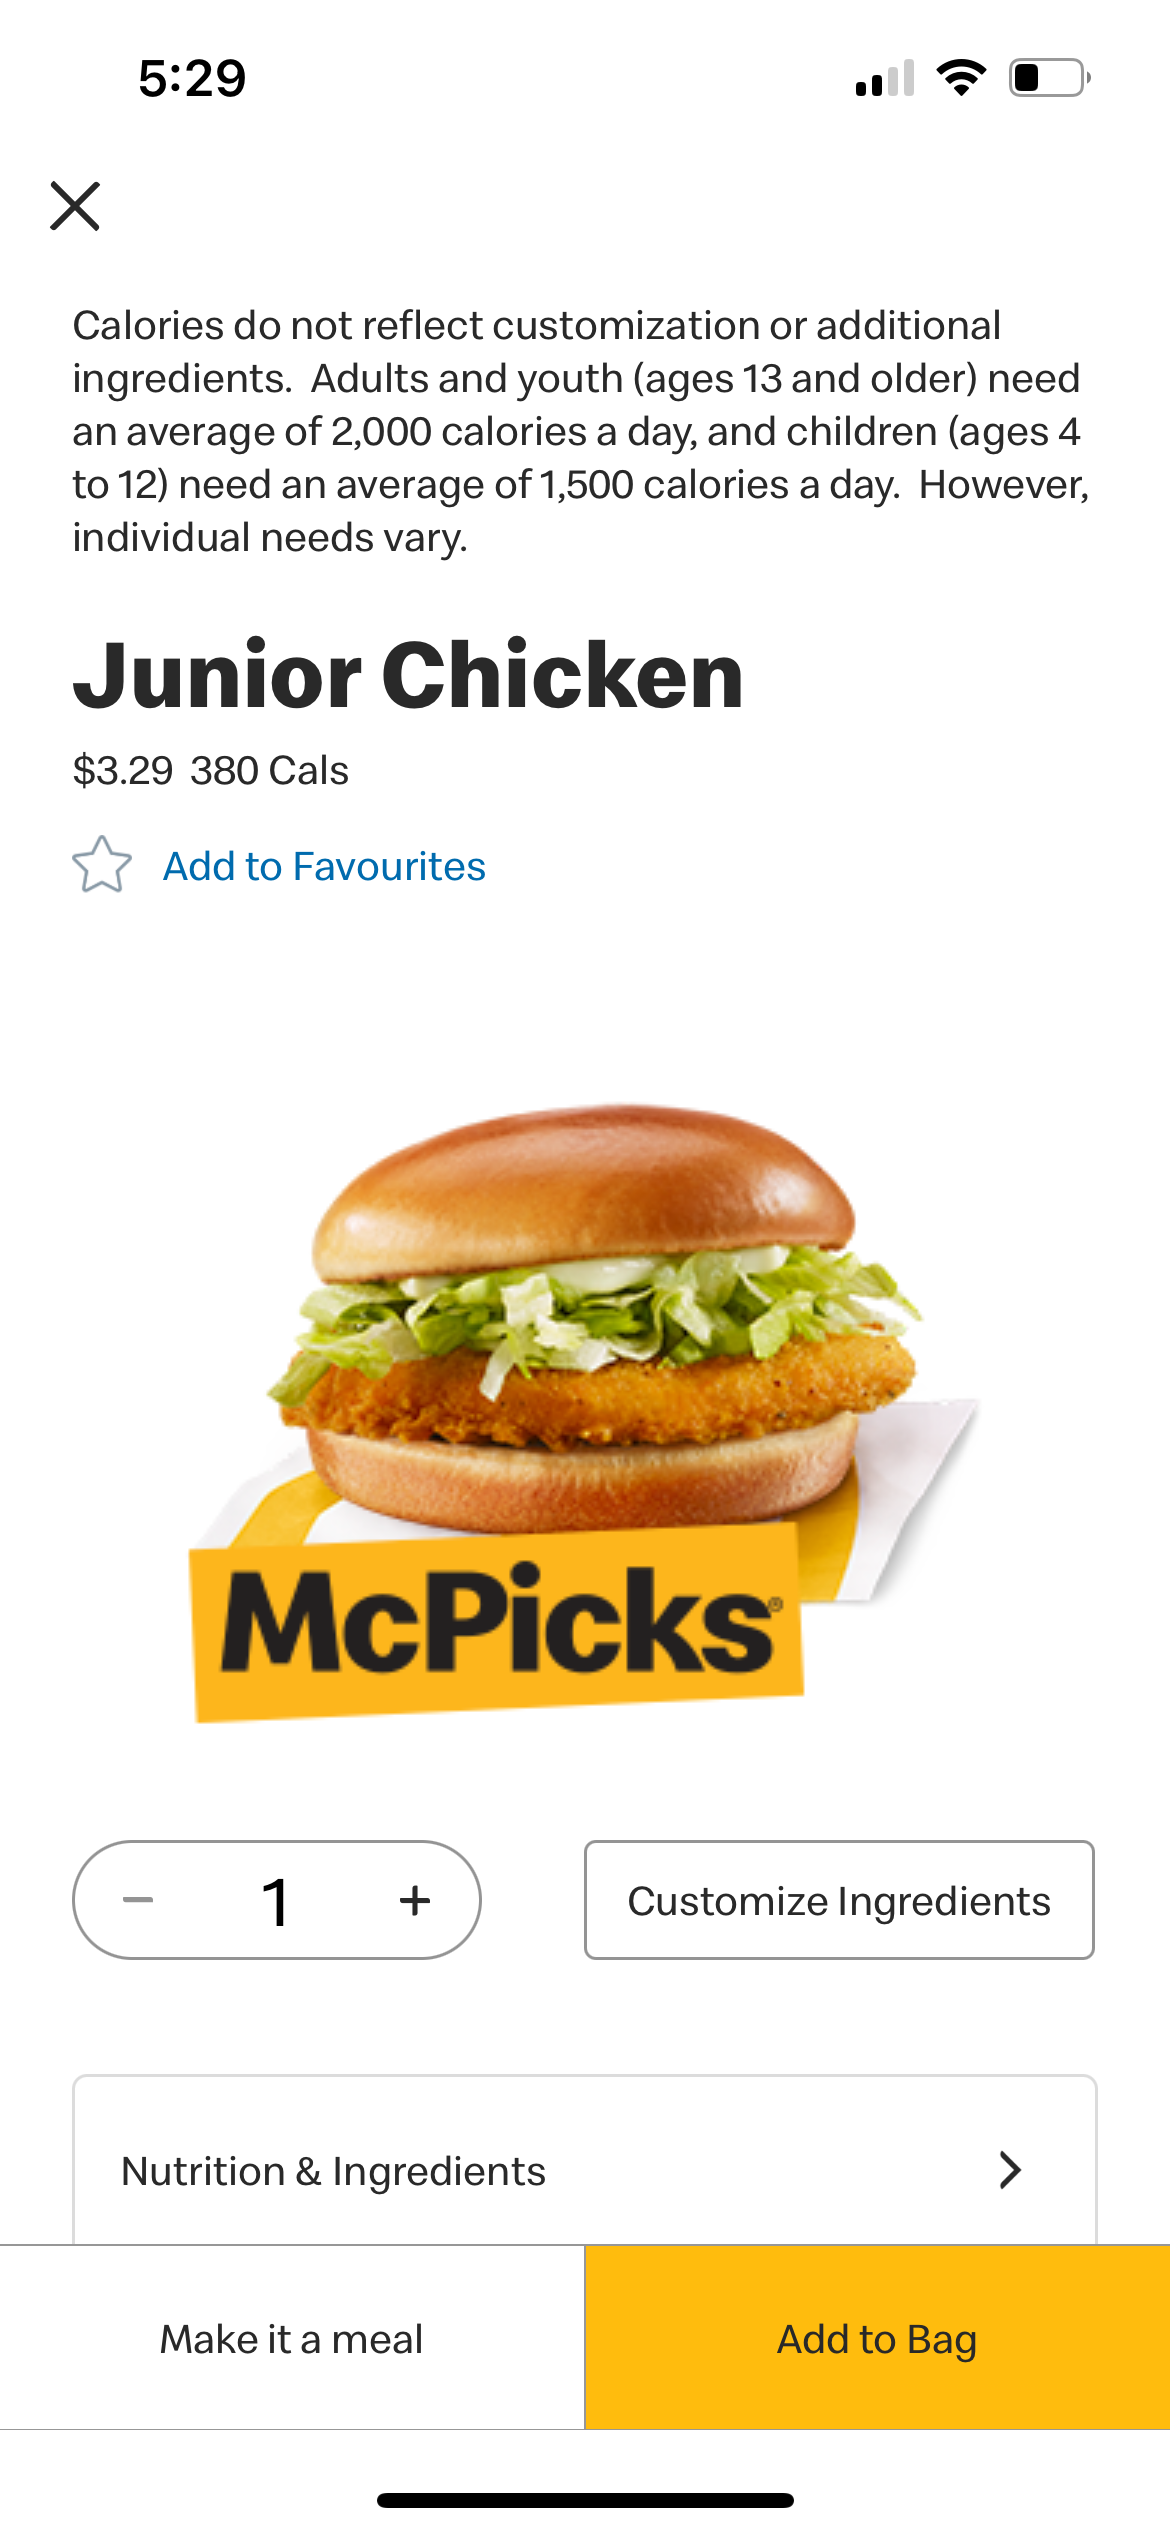 5:29
Calories do not reflect customization or additional
ingredients.  Adults and youth (ages 13 and older) need
an average of 2,000 calories a day, and children (ages 4
to 12) need an average of 1,500 calories a day.  However,
individual needs vary.
Junior Chicken
$3.29  380 Cals
Add to Favourites
McPicks®
− 1 +
Customize Ingredients
Nutrition & Ingredients
Make it a meal
Add to Bag